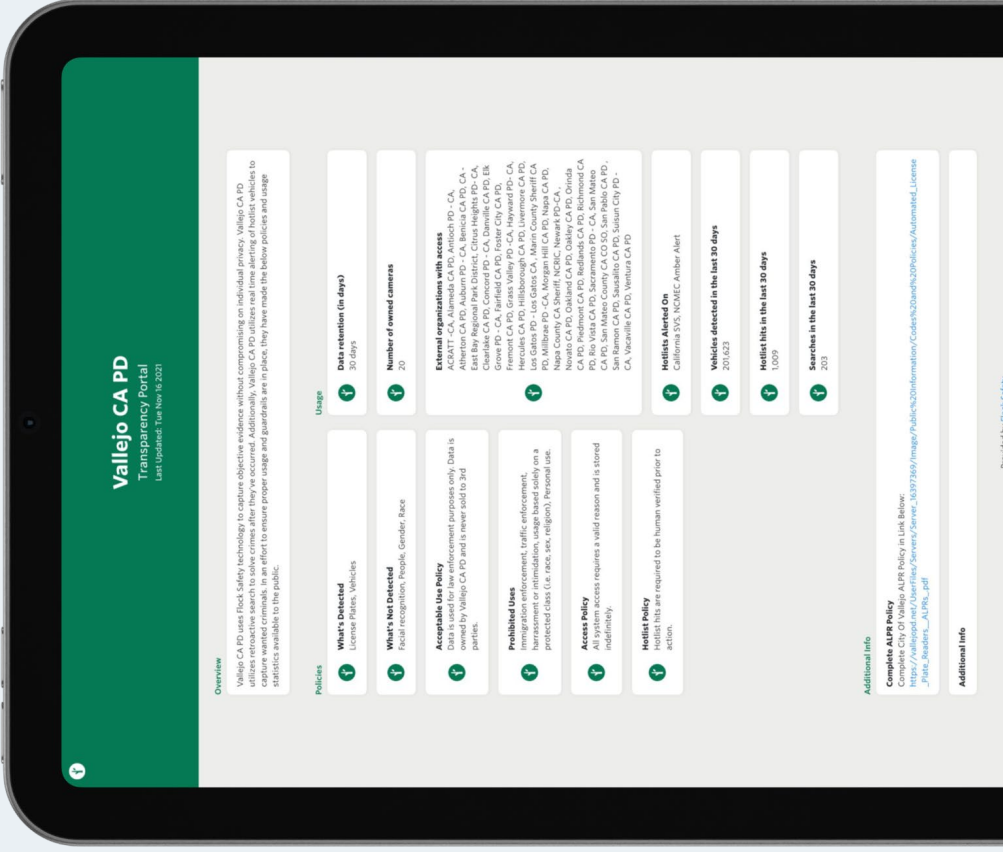 Vallejo CA PD
Transparency Portal
Last Updated: Tue Nov 16 2021
Overview
Vallejo CA PD uses Flock Safety technology to capture objective evidence without compromising on individual privacy. Vallejo CA PD
utilizes retroactive search to solve crimes after they've occurred. Additionally, Vallejo CA PD utilizes real time alerting of hotlist vehicles to
capture wanted criminals. In an effort to ensure proper usage and guardrails are in place, they have made the below policies and usage
statistics available to the public.
Policies
What's Detected
License Plates, Vehicles
What's Not Detected
Facial recognition, People, Gender, Race
Acceptable Use Policy
Data is used for law enforcement purposes only. Data is
owned by Vallejo CA PD and is never sold to 3rd
parties.
Prohibited Uses
Immigration enforcement, traffic enforcement,
harrassment or intimidation, usage based solely on a
protected class (i.e. race, sex, religion), Personal use.
Access Policy
All system access requires a valid reason and is stored
indefinitely.
Hotlist Policy
Hotlist hits are required to be human verified prior to
action.
Usage
Data retention (in days)
30 days
Number of owned cameras
20
External organizations with access
ACRATT -CA, Alameda CA PD, Antioch PD - CA,
Atherton CA PD, Auburn PD - CA, Benicia CA PD, CA -
East Bay Regional Park District, Citrus Heights PD- CA,
Clearlake CA PD, Concord PD - CA, Danville CA PD, Elk
Grove PD - CA, Fairfield CA PD, Foster City CA PD,
Fremont CA PD, Grass Valley PD -CA, Hayward PD- CA,
Hercules CA PD, Hillsborough CA PD, Livermore CA PD,
Los Gatos PD - Los Gatos CA , Marin County Sheriff CA
PD, Millbrae PD -CA, Morgan Hill CA PD, Napa CA PD,
Napa County CA Sheriff, NCRIC, Newark PD-CA ,
Novato CA PD, Oakland CA PD, Oakley CA PD, Orinda
CA PD, Piedmont CA PD, Redlands CA PD, Richmond CA
PD, Rio Vista CA PD, Sacramento PD - CA, San Mateo
CA PD, San Mateo County CA CO SO, San Pablo CA PD ,
San Ramon CA PD, Sausalito CA PD, Suisun City PD -
CA, Vacaville CA PD, Ventura CA PD
Hotlists Alerted On
California SVS, NCMEC Amber Alert
Vehicles detected in the last 30 days
201,623
Hotlist hits in the last 30 days
1,009
Searches in the last 30 days
203
Additional Info
Complete ALPR Policy
Complete City Of Vallejo ALPR Policy in Link Below:
https://vallejopd.net/UserFiles/Servers/Server_16397369/Image/Public%20Information/Codes%20and%20Policies/Automated_License
_Plate_Readers__ALPRs_.pdf
Additional Info